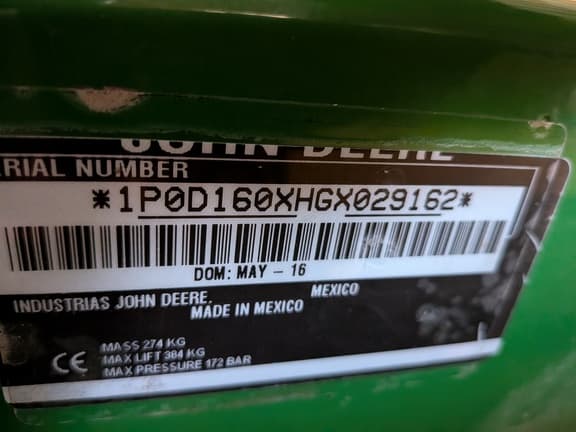 JOHN DEERE
ERIAL NUMBER
*1P0D160XHGX029162*
DOM: MAY - 16
INDUSTRIAS JOHN DEERE, MEXICO
MADE IN MEXICO
CE
MASS 274 KG
MAX LIFT 384 KG
MAX PRESSURE 172 BAR